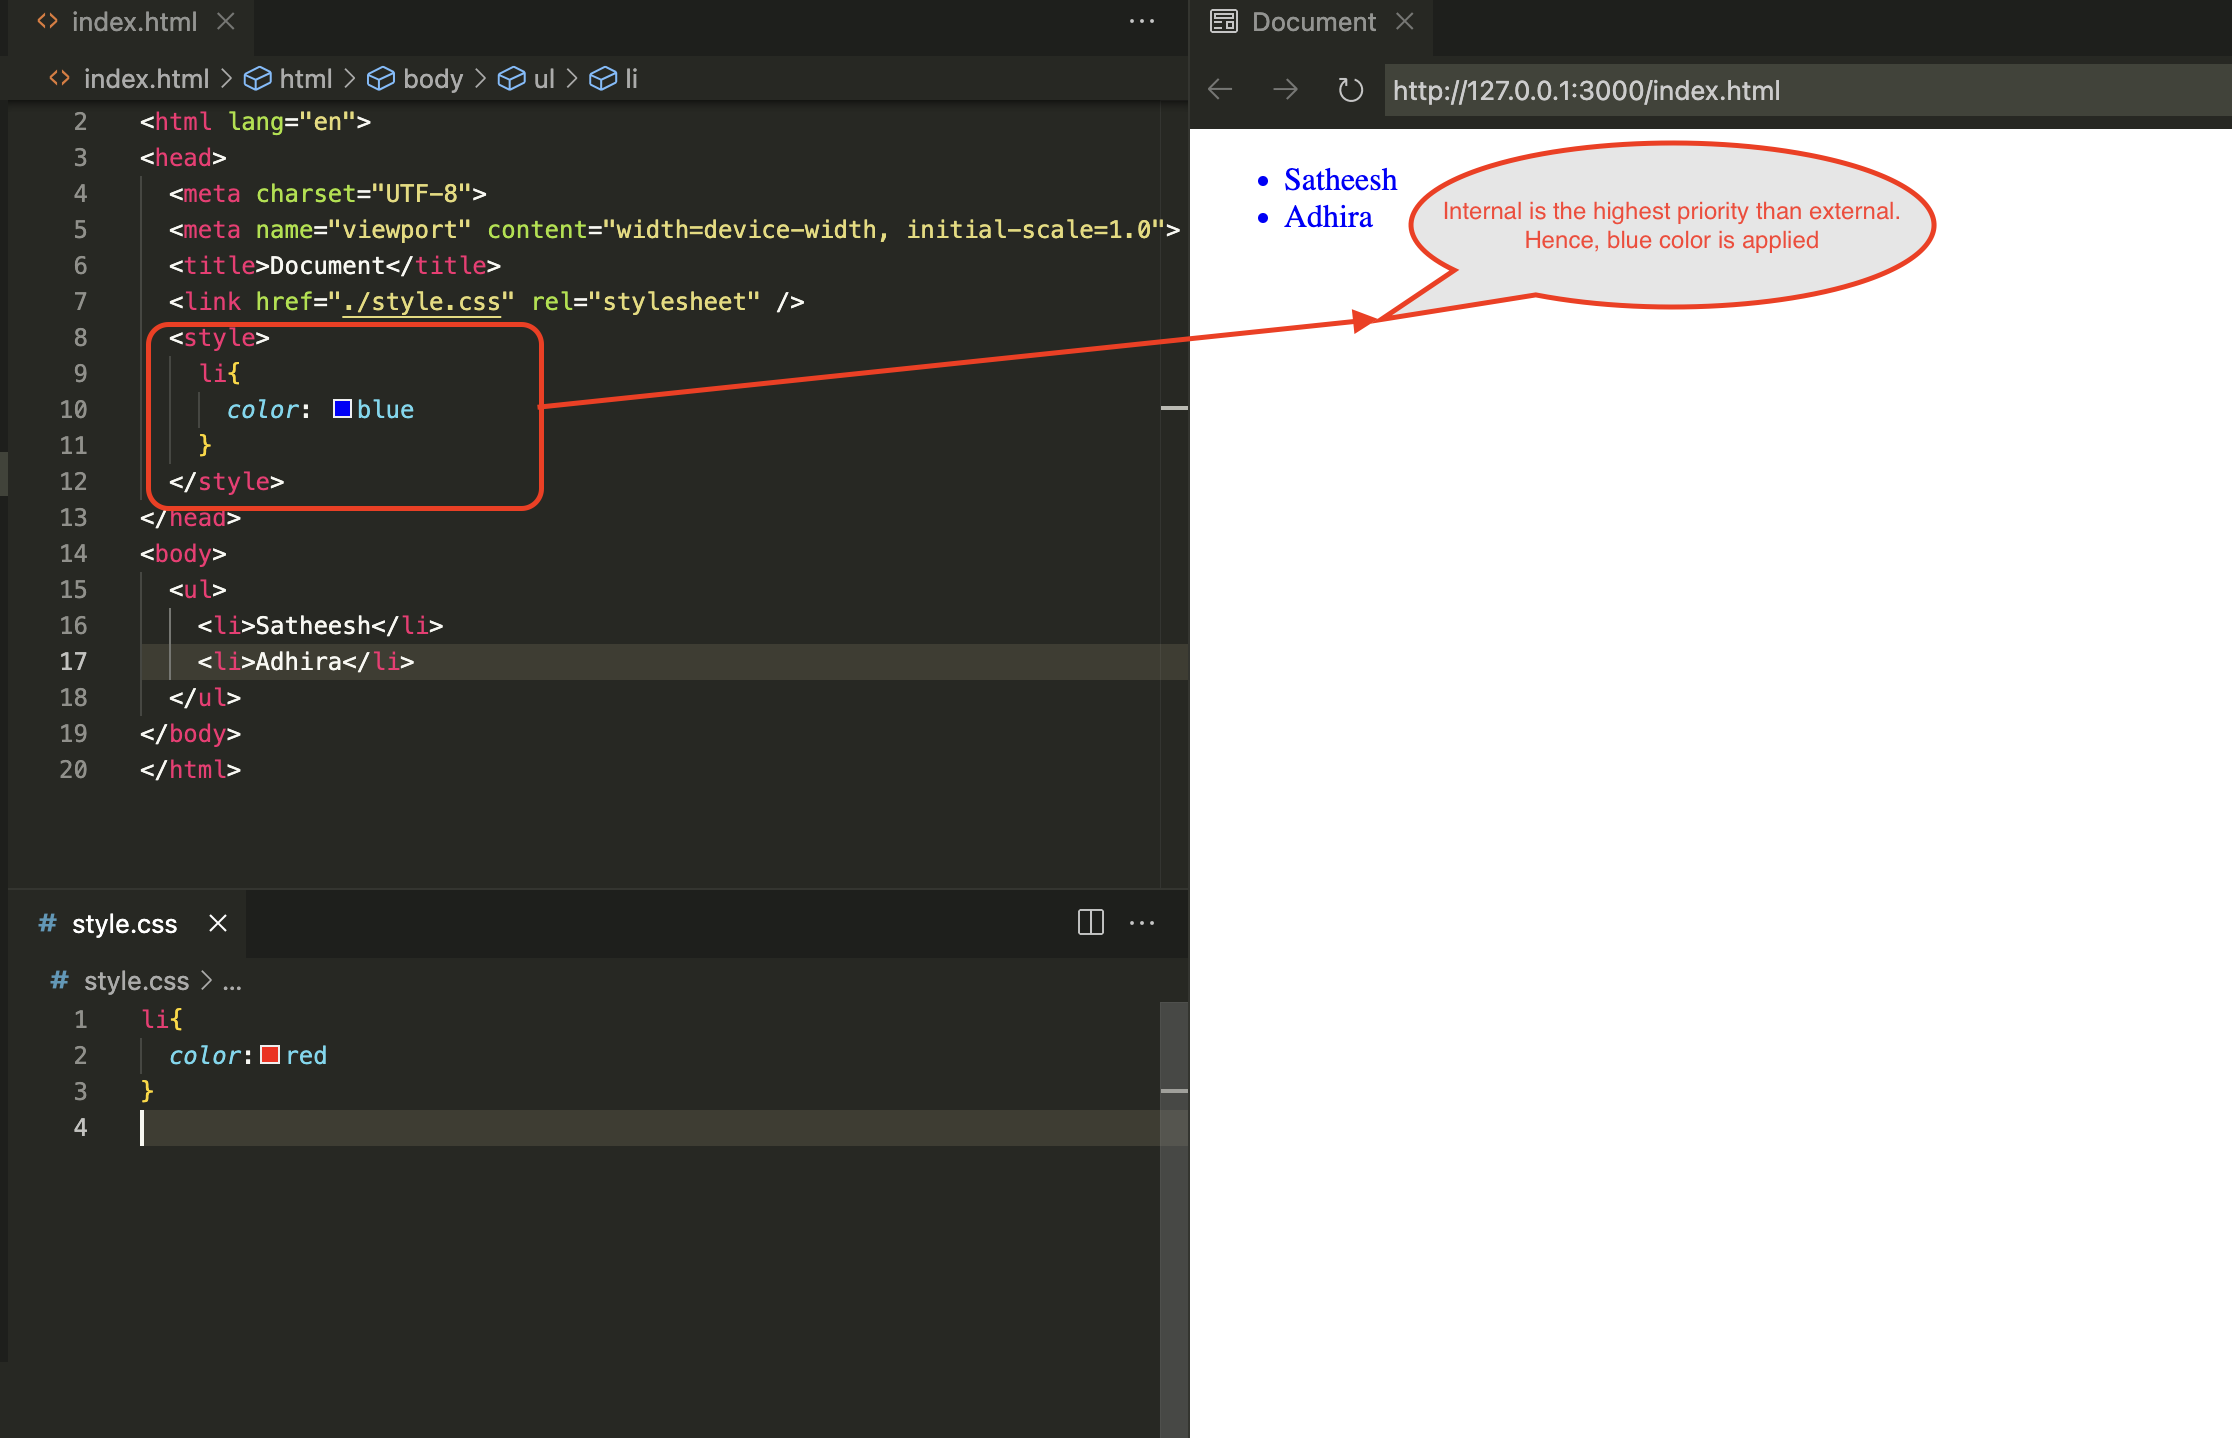 index.html
index.html > html > body > ul > li
2 <html lang="en">
3 <head>
4 <meta charset="UTF-8">
5 <meta name="viewport" content="width=device-width, initial-scale=1.0">
6 <title>Document</title>
7 <link href="./style.css" rel="stylesheet" />
8 <style>
9 li{
10 color: blue
11 }
12 </style>
13 </head>
14 <body>
15 <ul>
16 <li>Satheesh</li>
17 <li>Adhira</li>
18 </ul>
19 </body>
20 </html>
# style.css
# style.css > ...
1 li{
2 color:red
3 }
4
Document
http://127.0.0.1:3000/index.html
Satheesh
Adhira
Internal is the highest priority than external.
Hence, blue color is applied